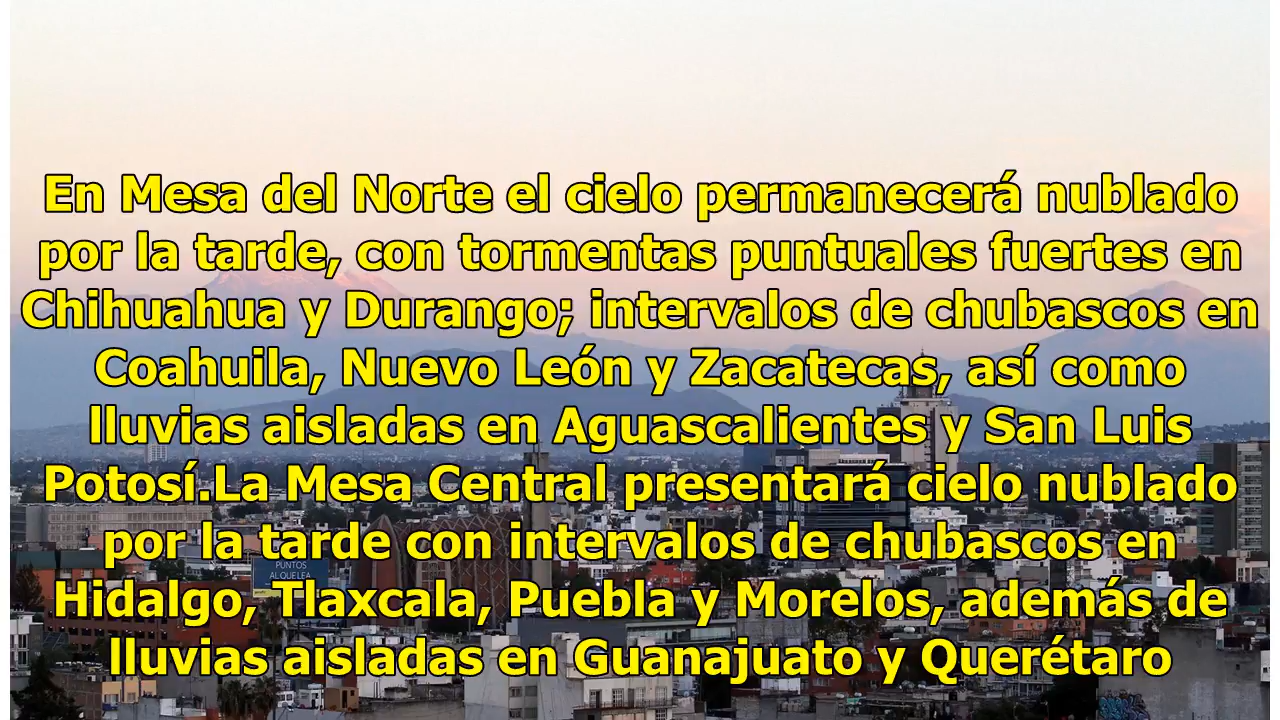 En Mesa del Norte el cielo permanecerá nublado
por la tarde, con tormentas puntuales fuertes en
Chihuahua y Durango; intervalos de chubascos en
Coahuila, Nuevo León y Zacatecas, así como
lluvias aisladas en Aguascalientes y San Luis
Potosí.La Mesa Central presentará cielo nublado
por la tarde con intervalos de chubascos en
PUNTOS
ALQUELEA
Hidalgo, Tlaxcala, Puebla y Morelos, además de
lluvias aisladas en Guanajuato y Querétaro